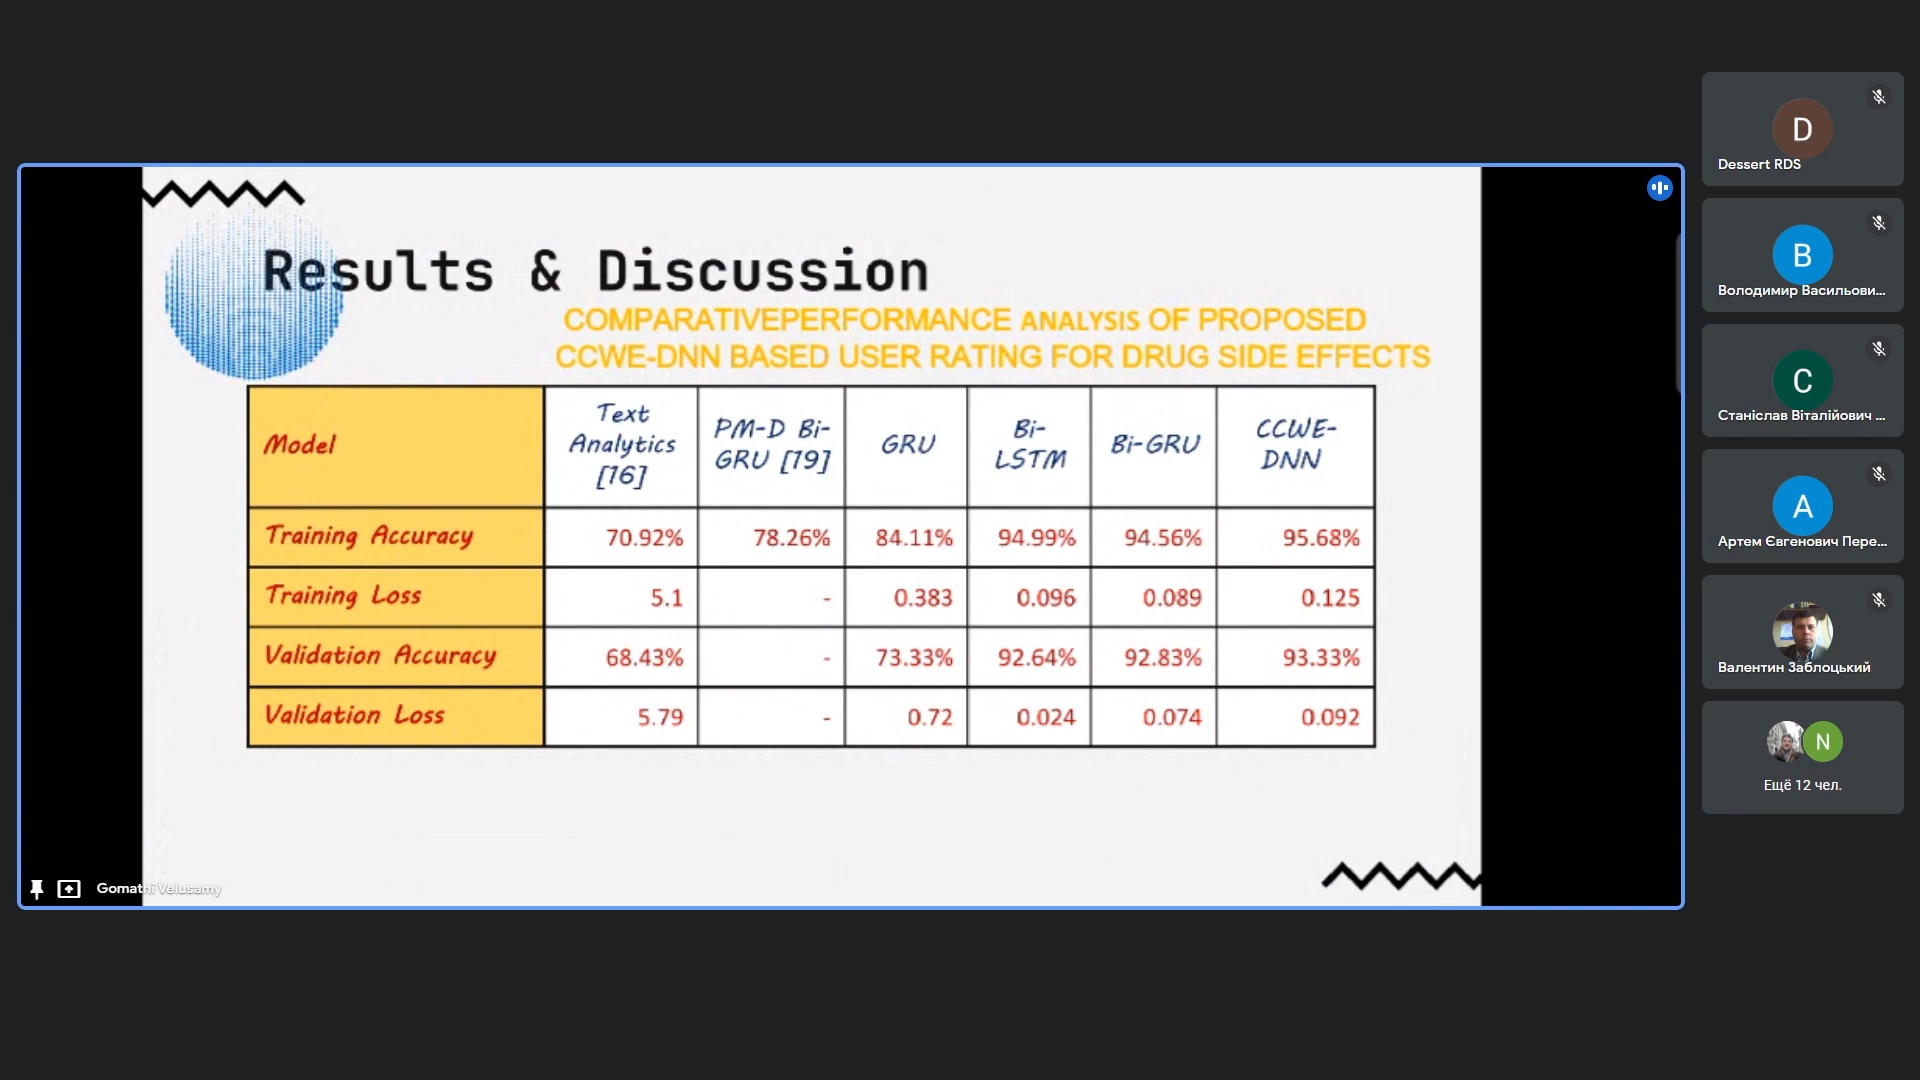 Results & Discussion
COMPARATIVEPERFORMANCE ANALYSIS OF PROPOSED
CCWE-DNN BASED USER RATING FOR DRUG SIDE EFFECTS
Model
Text
Analytics
[16]
PM-D Bi-
GRU [19]
GRU
Bi-
LSTM
Bi-GRU
CCWE-
DNN
Training Accuracy 70.92% 78.26% 84.11% 94.99% 94.56% 95.68%
Training Loss 5.1 - 0.383 0.096 0.089 0.125
Validation Accuracy 68.43% - 73.33% 92.64% 92.83% 93.33%
Validation Loss 5.79 - 0.72 0.024 0.074 0.092
Gomathi Velusamy
D
Dessert RDS
В
Володимир Васильови...
С
Станіслав Віталійович ...
А
Артем Євгенович Пере...
Валентин Заблоцький
N
Ещё 12 чел.